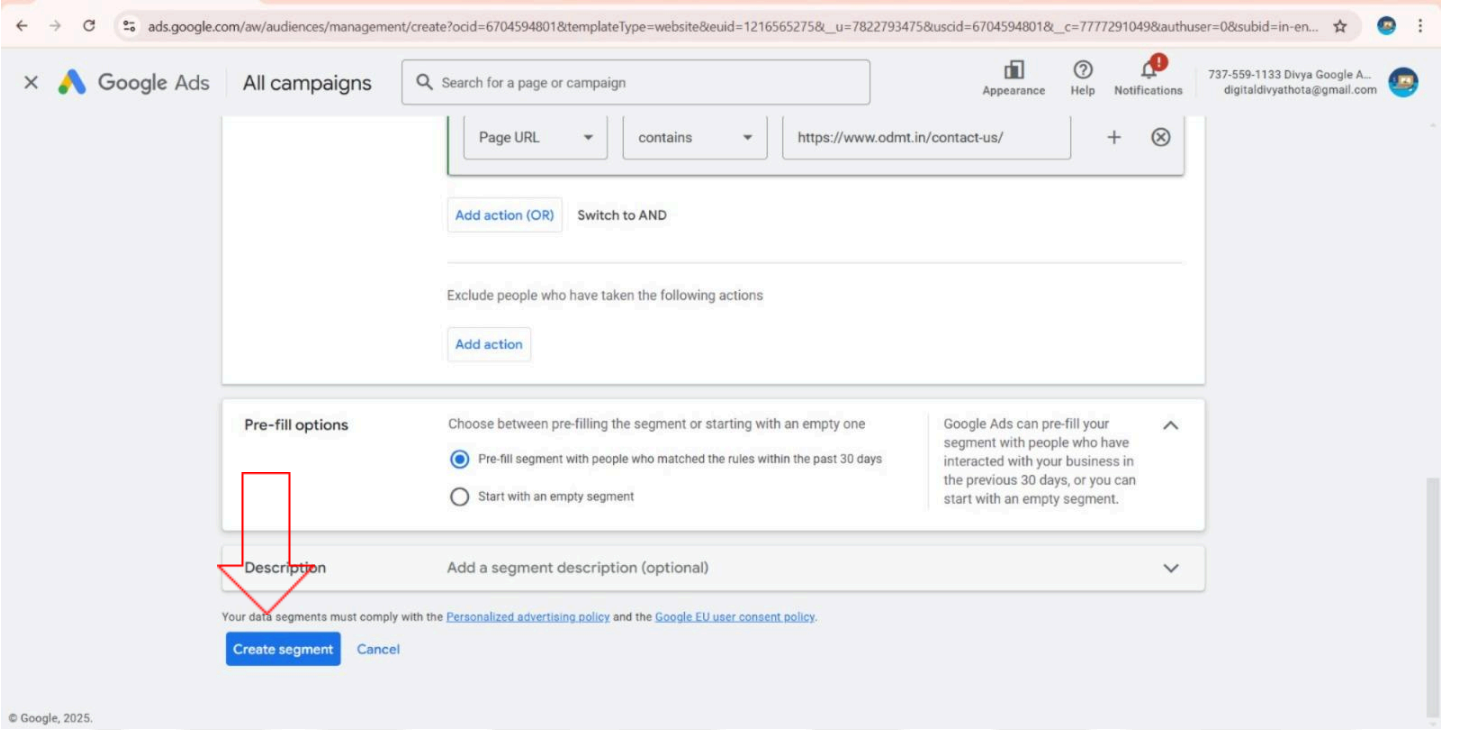 ads.google.com/aw/audiences/management/create?ocid=6704594801&templateType=website&euid=1216565275&__u=7822793475&uscid=6704594801&__c=7777291049&authuser=0&subid=in-en...
Google Ads
All campaigns
Search for a page or campaign
Appearance
Help
Notifications
737-559-1133 Divya Google A...
digitaldivyathota@gmail.com
Page URL
contains
https://www.odmt.in/contact-us/
Add action (OR)
Switch to AND
Exclude people who have taken the following actions
Add action
Pre-fill options
Choose between pre-filling the segment or starting with an empty one
Pre-fill segment with people who matched the rules within the past 30 days
Start with an empty segment
Google Ads can pre-fill your
segment with people who have
interacted with your business in
the previous 30 days, or you can
start with an empty segment.
Description
Add a segment description (optional)
Your data segments must comply with the Personalized advertising policy and the Google EU user consent policy.
Create segment
Cancel
© Google, 2025.